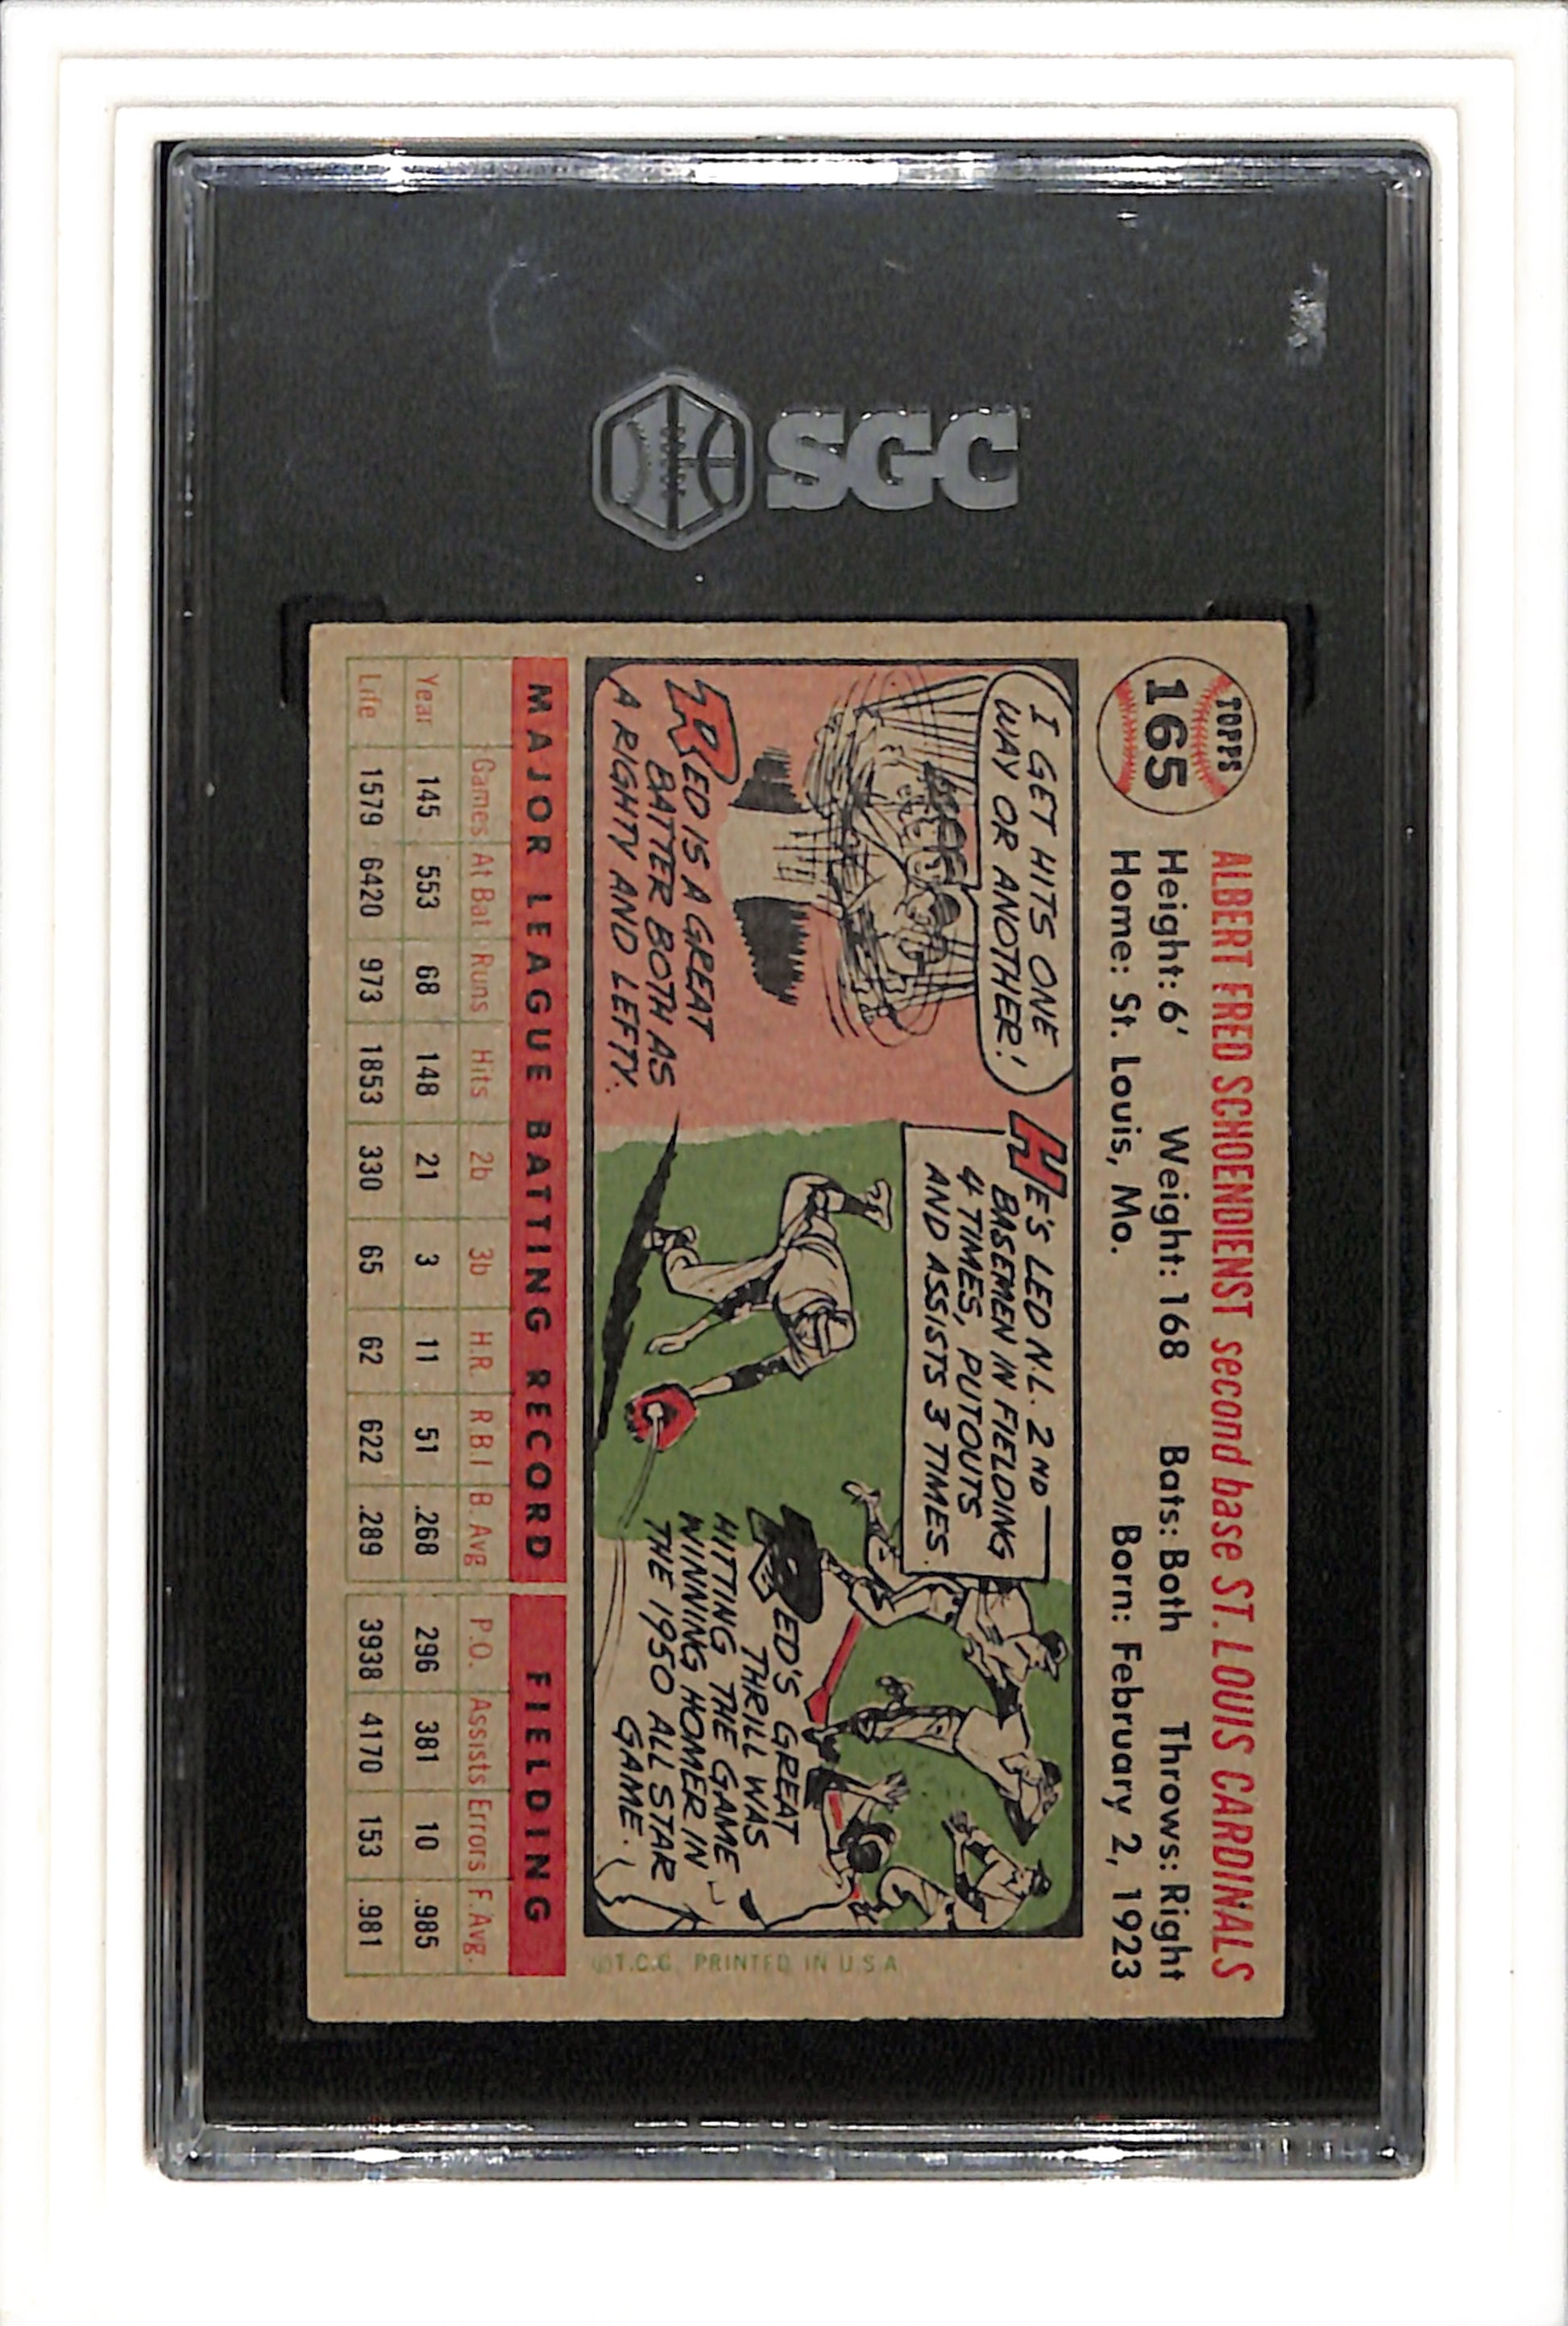 SGC
TOPPS
165
ALBERT FRED SCHOENDIENST second base ST. LOUIS CARDINALS
Height: 6' Weight: 168 Bats: Both Throws: Right
Home: St. Louis, Mo. Born: February 2, 1923
I GET HITS ONE
WAY OR ANOTHER!
RED IS A GREAT
BATTER BOTH AS
A RIGHTY AND LEFTY.
HE'S LED N.L. 2ND
BASEMEN IN FIELDING
4 TIMES, PUTOUTS
AND ASSISTS 3 TIMES.
RED'S GREAT
THRILL WAS
HITTING THE GAME
WINNING HOMER IN
THE 1950 ALL STAR
GAME.
©T.C.G. PRINTED IN U.S.A.
MAJOR LEAGUE BATTING RECORD FIELDING
Games At Bat Runs Hits 2b 3b H.R. R.B.I B. Avg P.O. Assists Errors F. Avg.
Year 145 553 68 148 21 3 11 51 .268 296 381 10 .985
Life 1579 6420 973 1853 330 65 62 622 .289 3938 4170 153 .981